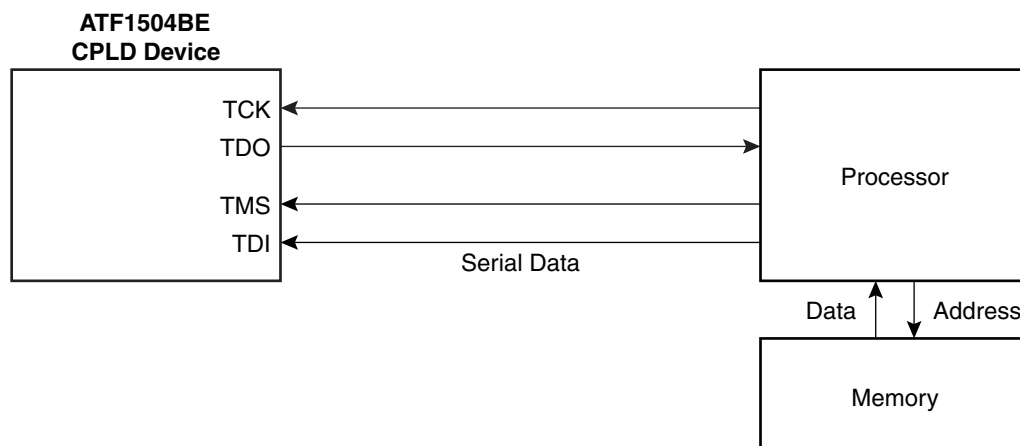 ATF1504BE
CPLD Device
TCK
TDO
TMS
TDI
Serial Data
Processor
Data
Address
Memory